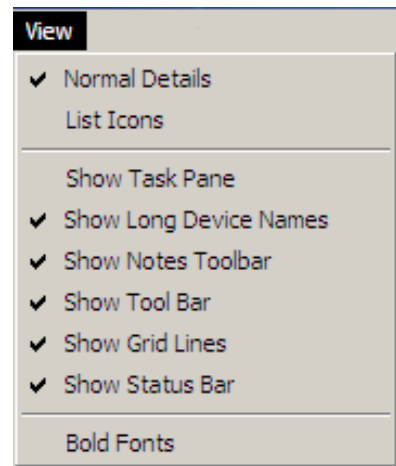 View
Normal Details
List Icons
Show Task Pane
Show Long Device Names
Show Notes Toolbar
Show Tool Bar
Show Grid Lines
Show Status Bar
Bold Fonts